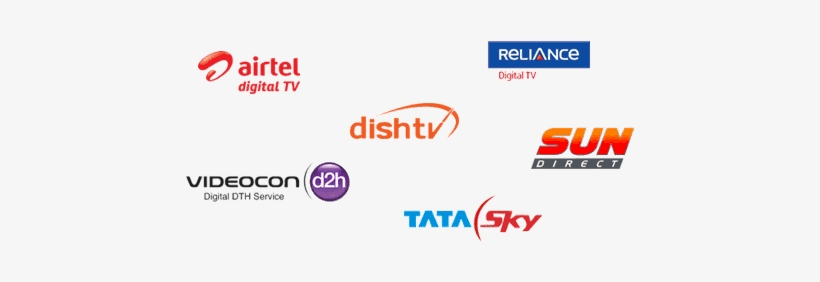 airtel
digital TV
RELIANCE
Digital TV
dishtv
SUN
DIRECT
VIDEOCON d2h
Digital DTH Service
TATA Sky